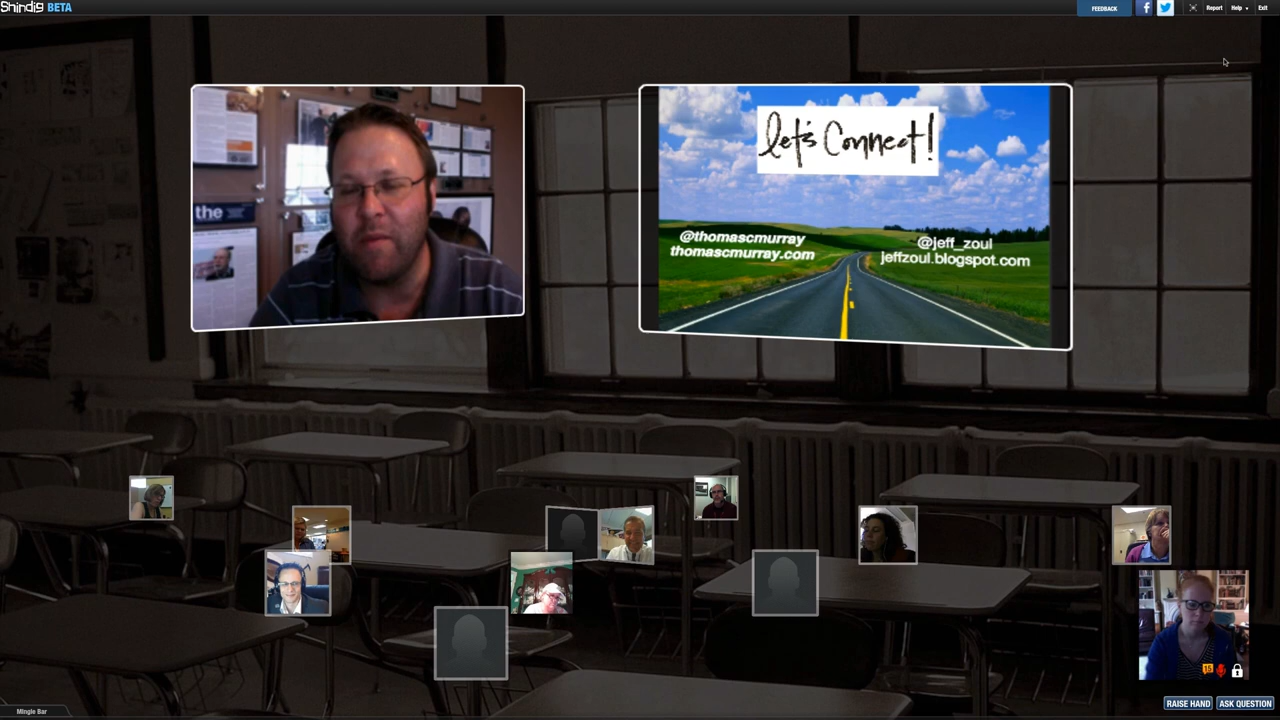 Shindig BETA
FEEDBACK
Report
Help
Exit
let's Connect!
@thomascmurray
thomascmurray.com
@jeff_zoul
jeffzoul.blogspot.com
the
15
Mingle Bar
RAISE HAND
ASK QUESTION